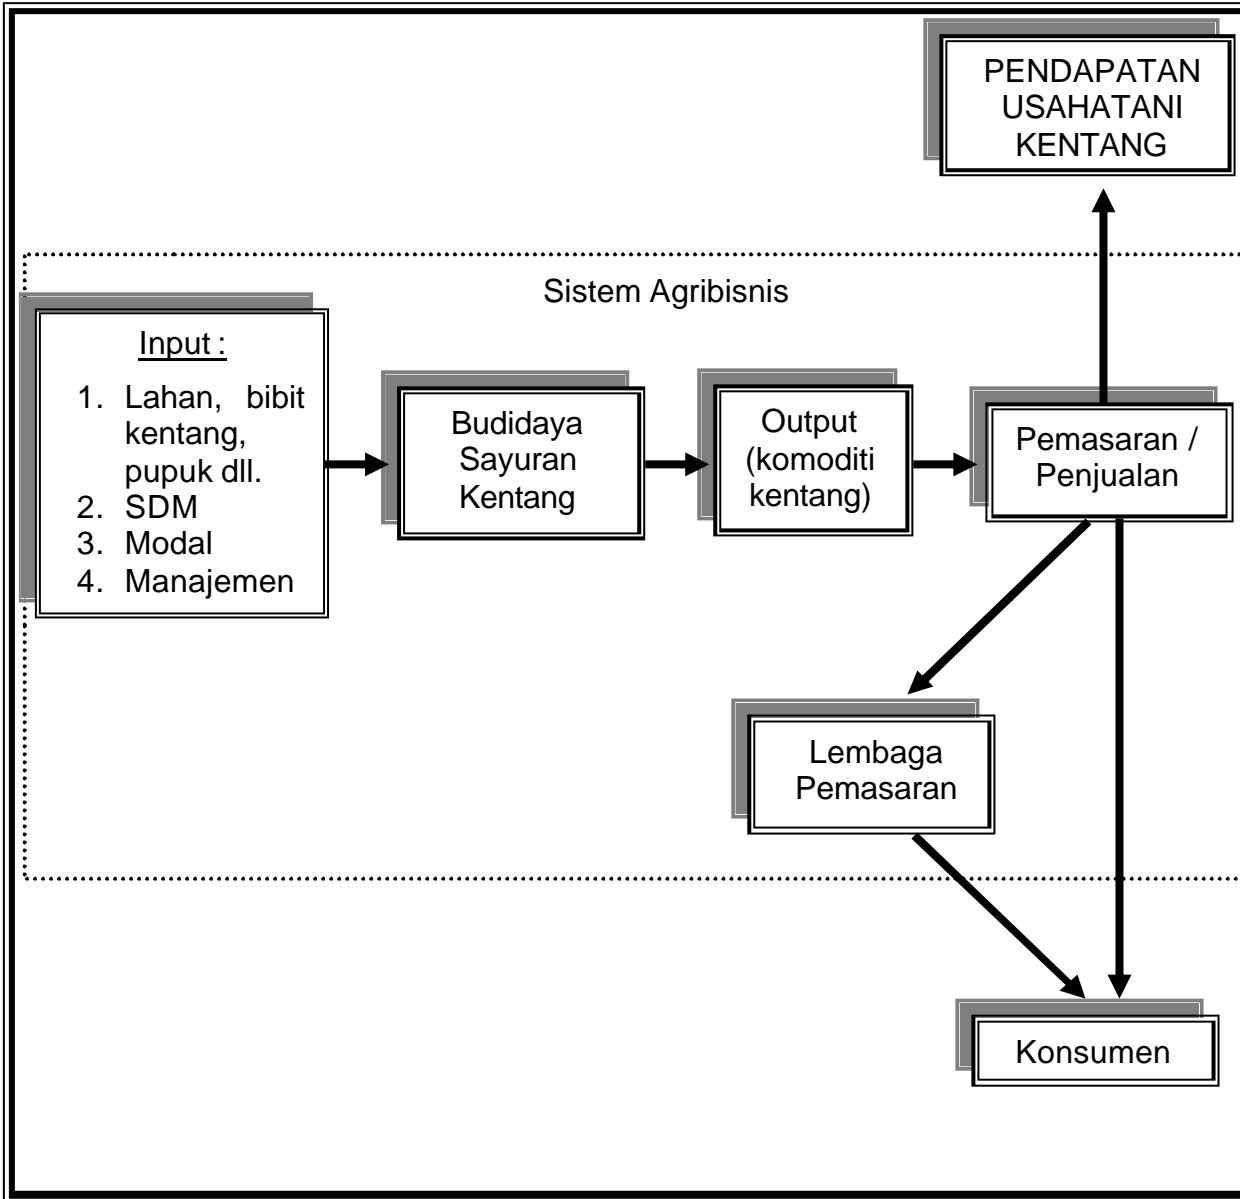 PENDAPATAN
USAHATANI
KENTANG
Sistem Agribisnis
Input :
1. Lahan, bibit
kentang,
pupuk dll.
2. SDM
3. Modal
4. Manajemen
Budidaya
Sayuran
Kentang
Output
(komoditi
kentang)
Pemasaran /
Penjualan
Lembaga
Pemasaran
Konsumen